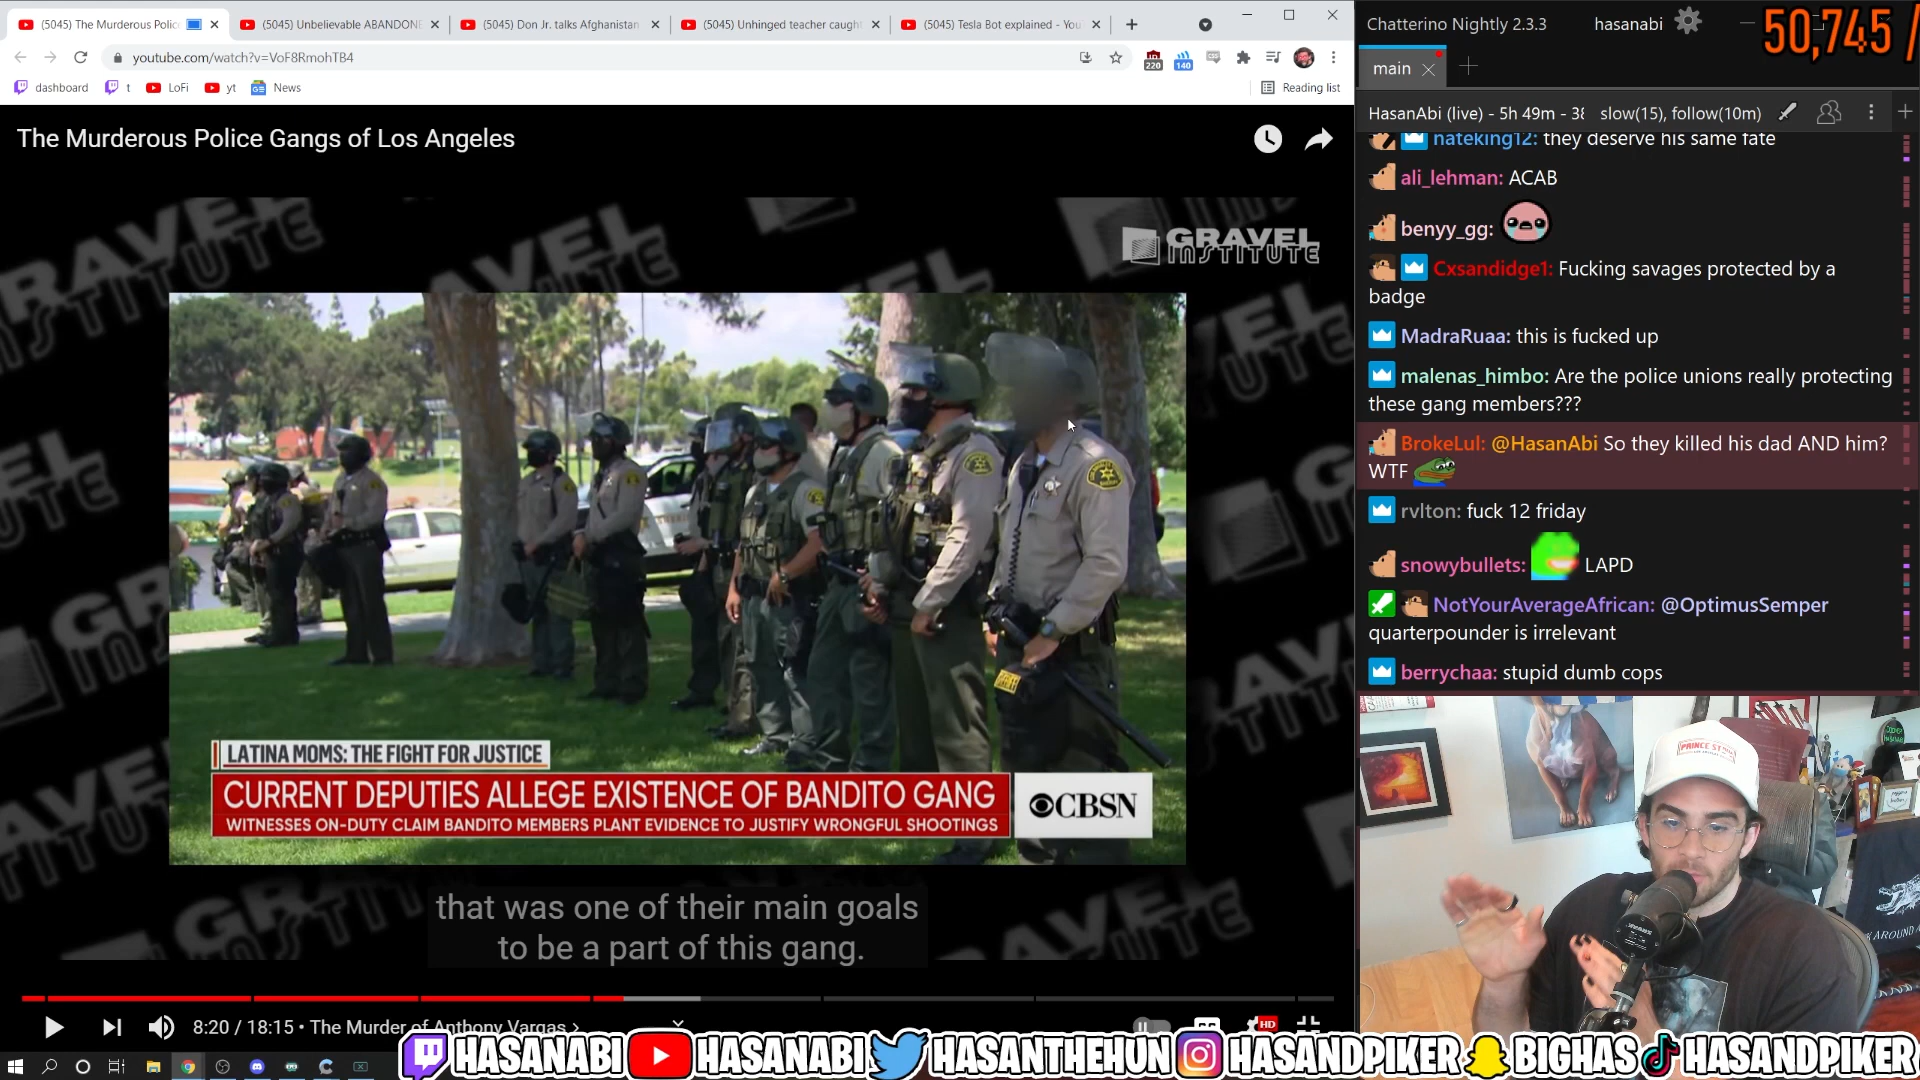 (5045) The Murderous Police
(5045) Unbelievable ABANDONE
(5045) Don Jr. talks Afghanistan
(5045) Unhinged teacher caught
(5045) Tesla Bot explained - You
youtube.com/watch?v=VoF8RmohTB4
220
140
dashboard
t
LoFi
yt
News
Reading list
The Murderous Police Gangs of Los Angeles
GRAVEL
INSTITUTE
LATINA MOMS: THE FIGHT FOR JUSTICE
CURRENT DEPUTIES ALLEGE EXISTENCE OF BANDITO GANG
WITNESSES ON-DUTY CLAIM BANDITO MEMBERS PLANT EVIDENCE TO JUSTIFY WRONGFUL SHOOTINGS
CBSN
that was one of their main goals
to be a part of this gang.
8:20 / 18:15 • The Murder of Anthony Vargas >
HD
Chatterino Nightly 2.3.3
hasanabi
50,745 /
main
HasanAbi (live) - 5h 49m - 38
slow(15), follow(10m)
nateking12: they deserve his same fate
ali_lehman: ACAB
benyy_gg:
Cxsandidge1: Fucking savages protected by a
badge
MadraRuaa: this is fucked up
malenas_himbo: Are the police unions really protecting
these gang members???
BrokeLul: @HasanAbi So they killed his dad AND him?
WTF
rvlton: fuck 12 friday
snowybullets: LAPD
NotYourAverageAfrican: @OptimusSemper
quarterpounder is irrelevant
berrychaa: stupid dumb cops
PRINCE ST
HASANABI
HASANABI
HASANTHEHUN
HASANDPIKER
BIGHAS
HASANDPIKER